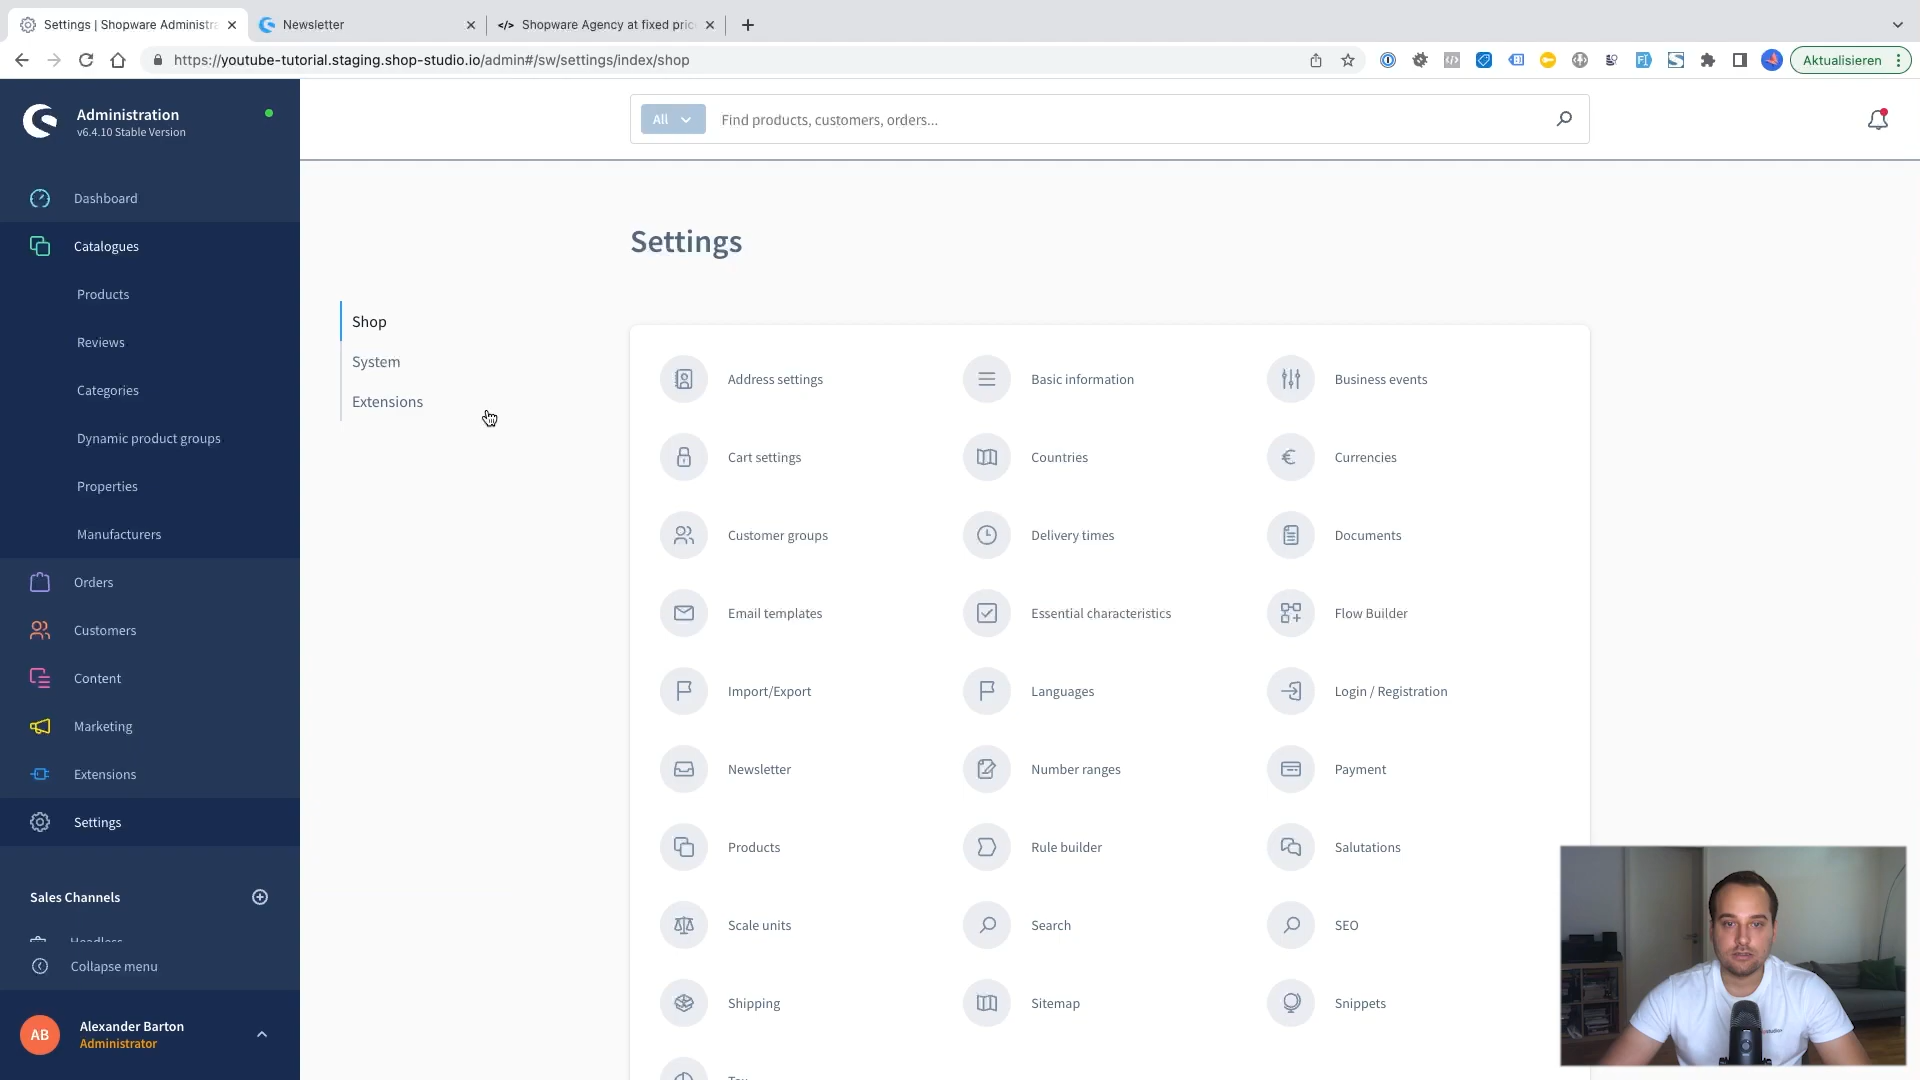 Settings | Shopware Administra
Newsletter
Shopware Agency at fixed pric
https://youtube-tutorial.staging.shop-studio.io/admin#/sw/settings/index/shop
Aktualisieren
Administration
v6.4.10 Stable Version
All
Find products, customers, orders...
Dashboard
Catalogues
Products
Reviews
Categories
Dynamic product groups
Properties
Manufacturers
Orders
Customers
Content
Marketing
Extensions
Settings
Sales Channels
Headless
Collapse menu
AB
Alexander Barton
Administrator
Settings
Shop
System
Extensions
Address settings
Basic information
Business events
Cart settings
Countries
Currencies
Customer groups
Delivery times
Documents
Email templates
Essential characteristics
Flow Builder
Import/Export
Languages
Login / Registration
Newsletter
Number ranges
Payment
Products
Rule builder
Salutations
Scale units
Search
SEO
Shipping
Sitemap
Snippets
Tax